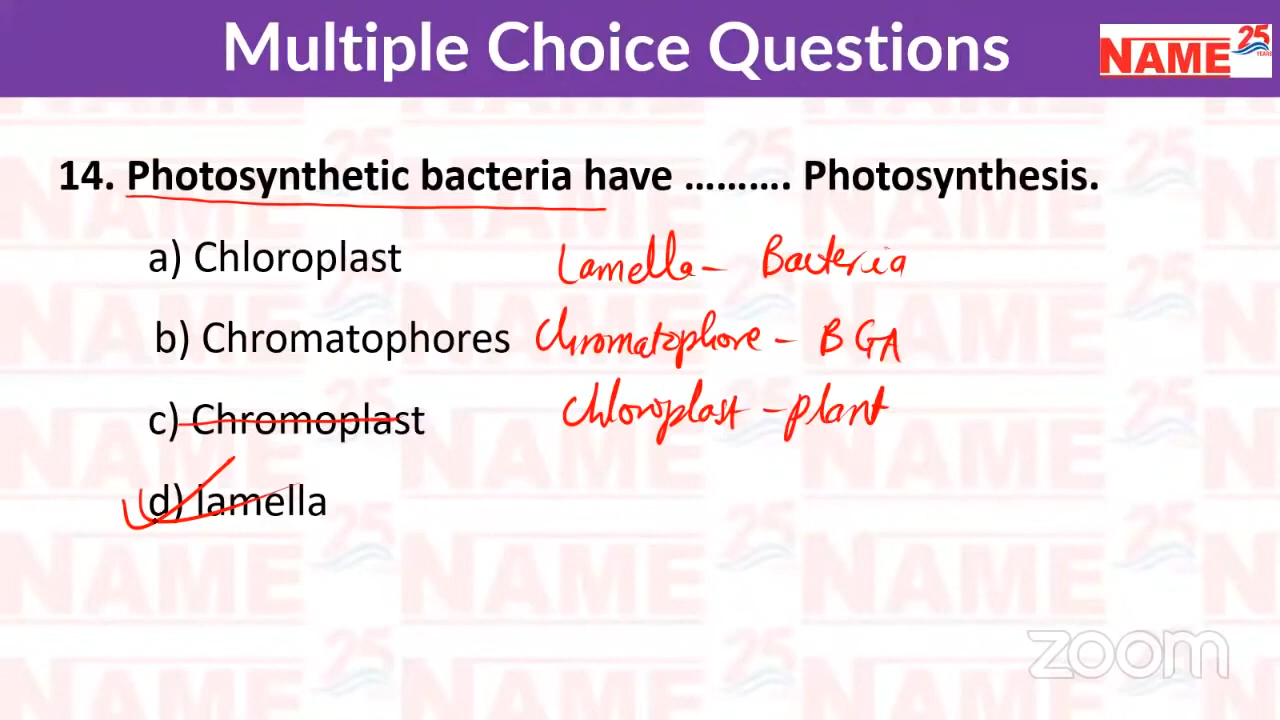 Multiple Choice Questions
NAME 25 YEARS
14. Photosynthetic bacteria have ………. Photosynthesis.
a) Chloroplast
Lamella – Bacteria
b) Chromatophores
Chromatophore – BGA
c) Chromoplast
Chloroplast – plant
d) lamella
zoom